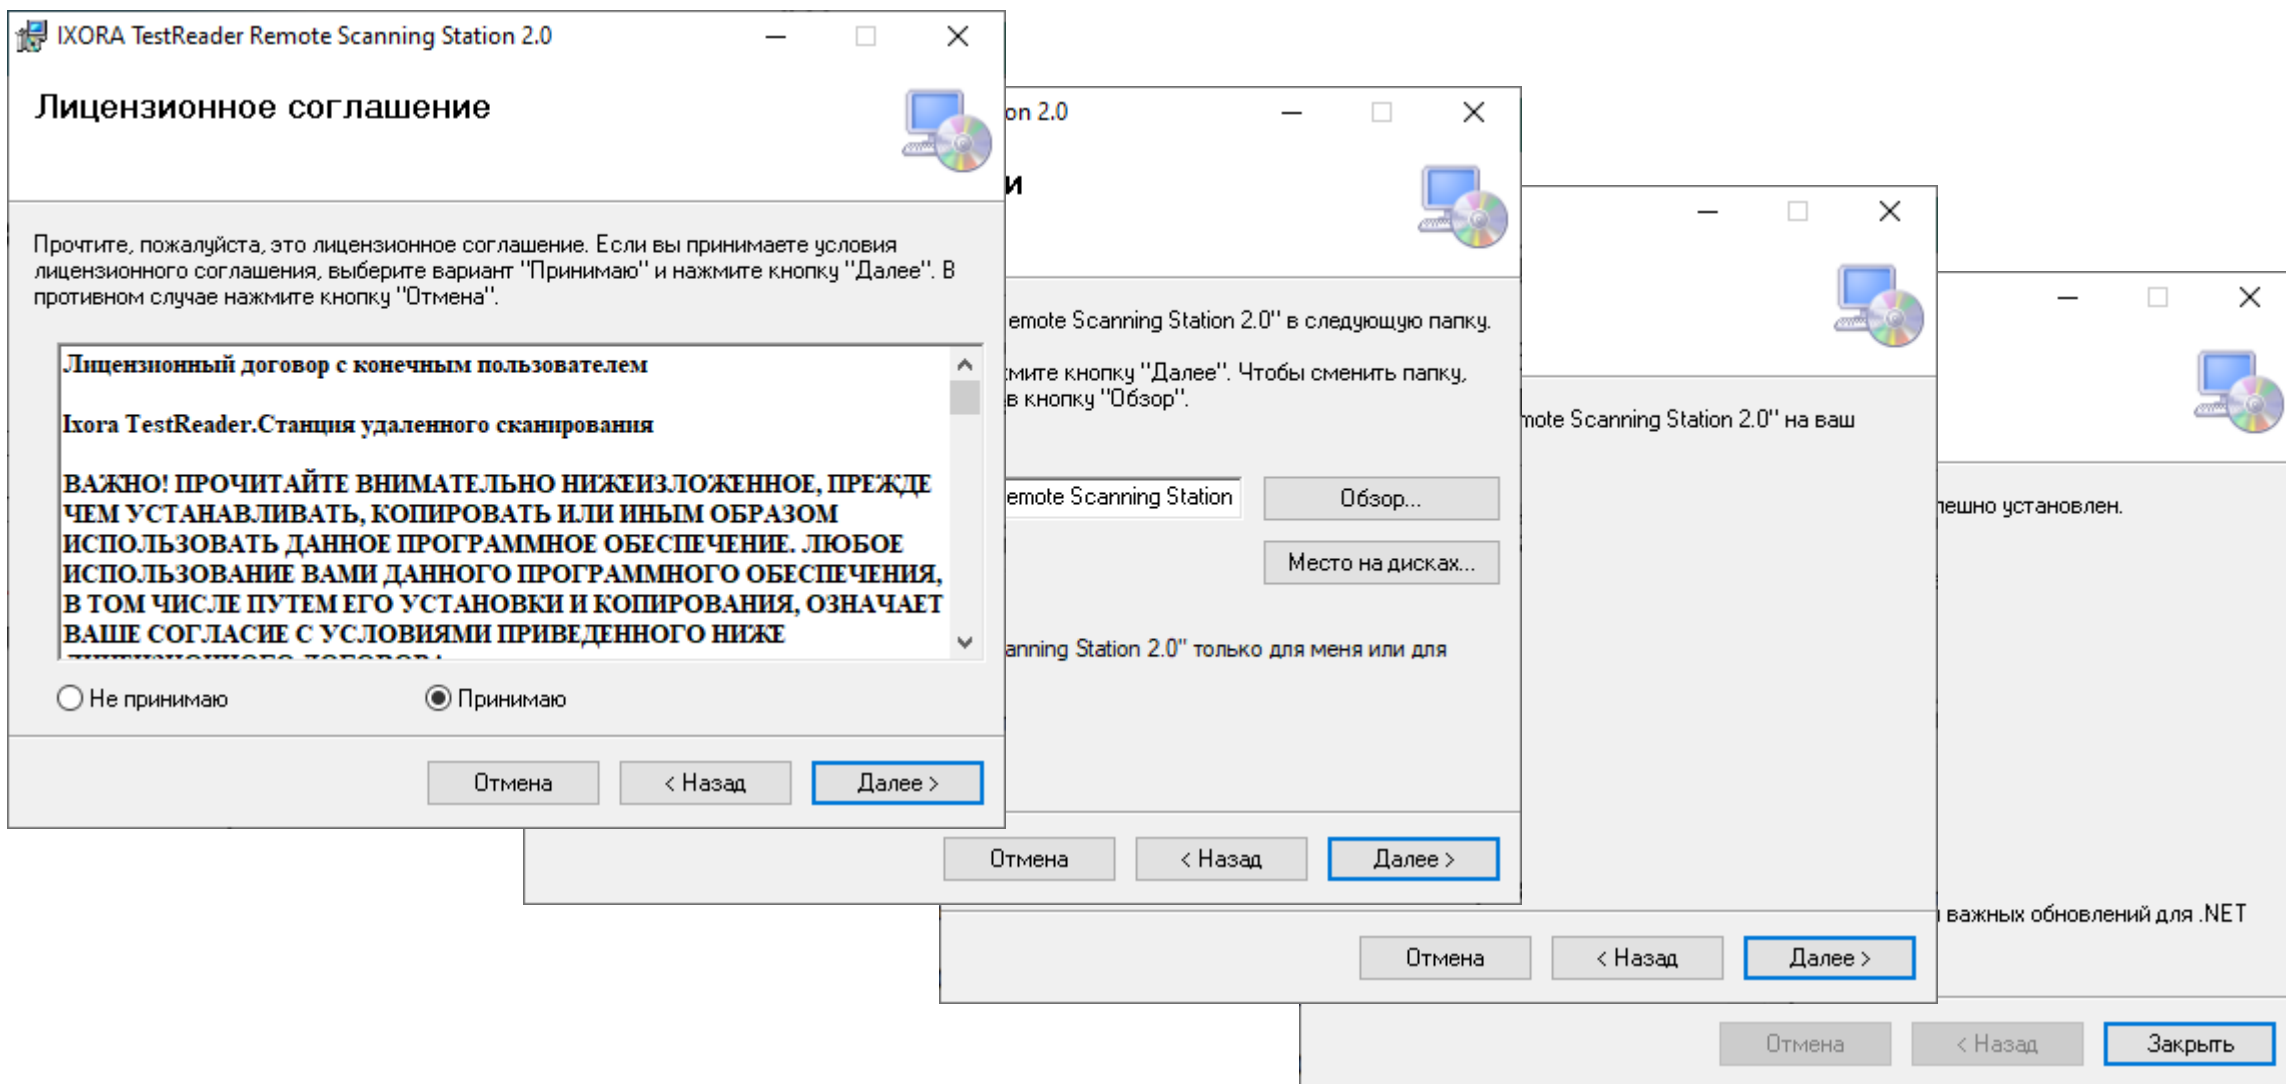 IXORA TestReader Remote Scanning Station 2.0
Лицензионное соглашение
Прочтите, пожалуйста, это лицензионное соглашение. Если вы принимаете условия
лицензионного соглашения, выберите вариант "Принимаю" и нажмите кнопку "Далее". В
противном случае нажмите кнопку "Отмена".
Лицензионный договор с конечным пользователем
Ixora TestReader.Станция удаленного сканирования
ВАЖНО! ПРОЧИТАЙТЕ ВНИМАТЕЛЬНО НИЖЕИЗЛОЖЕННОЕ, ПРЕЖДЕ
ЧЕМ УСТАНАВЛИВАТЬ, КОПИРОВАТЬ ИЛИ ИНЫМ ОБРАЗОМ
ИСПОЛЬЗОВАТЬ ДАННОЕ ПРОГРАММНОЕ ОБЕСПЕЧЕНИЕ. ЛЮБОЕ
ИСПОЛЬЗОВАНИЕ ВАМИ ДАННОГО ПРОГРАММНОГО ОБЕСПЕЧЕНИЯ,
В ТОМ ЧИСЛЕ ПУТЕМ ЕГО УСТАНОВКИ И КОПИРОВАНИЯ, ОЗНАЧАЕТ
ВАШЕ СОГЛАСИЕ С УСЛОВИЯМИ ПРИВЕДЕННОГО НИЖЕ
Не принимаю
Принимаю
Отмена
< Назад
Далее >
on 2.0
и
emote Scanning Station 2.0" в следующую папку.
мите кнопку "Далее". Чтобы сменить папку,
в кнопку "Обзор".
emote Scanning Station
Обзор...
Место на дисках...
anning Station 2.0" только для меня или для
Отмена
< Назад
Далее >
mote Scanning Station 2.0" на ваш
Отмена
< Назад
Далее >
пешно установлен.
важных обновлений для .NET
Отмена
< Назад
Закрыть